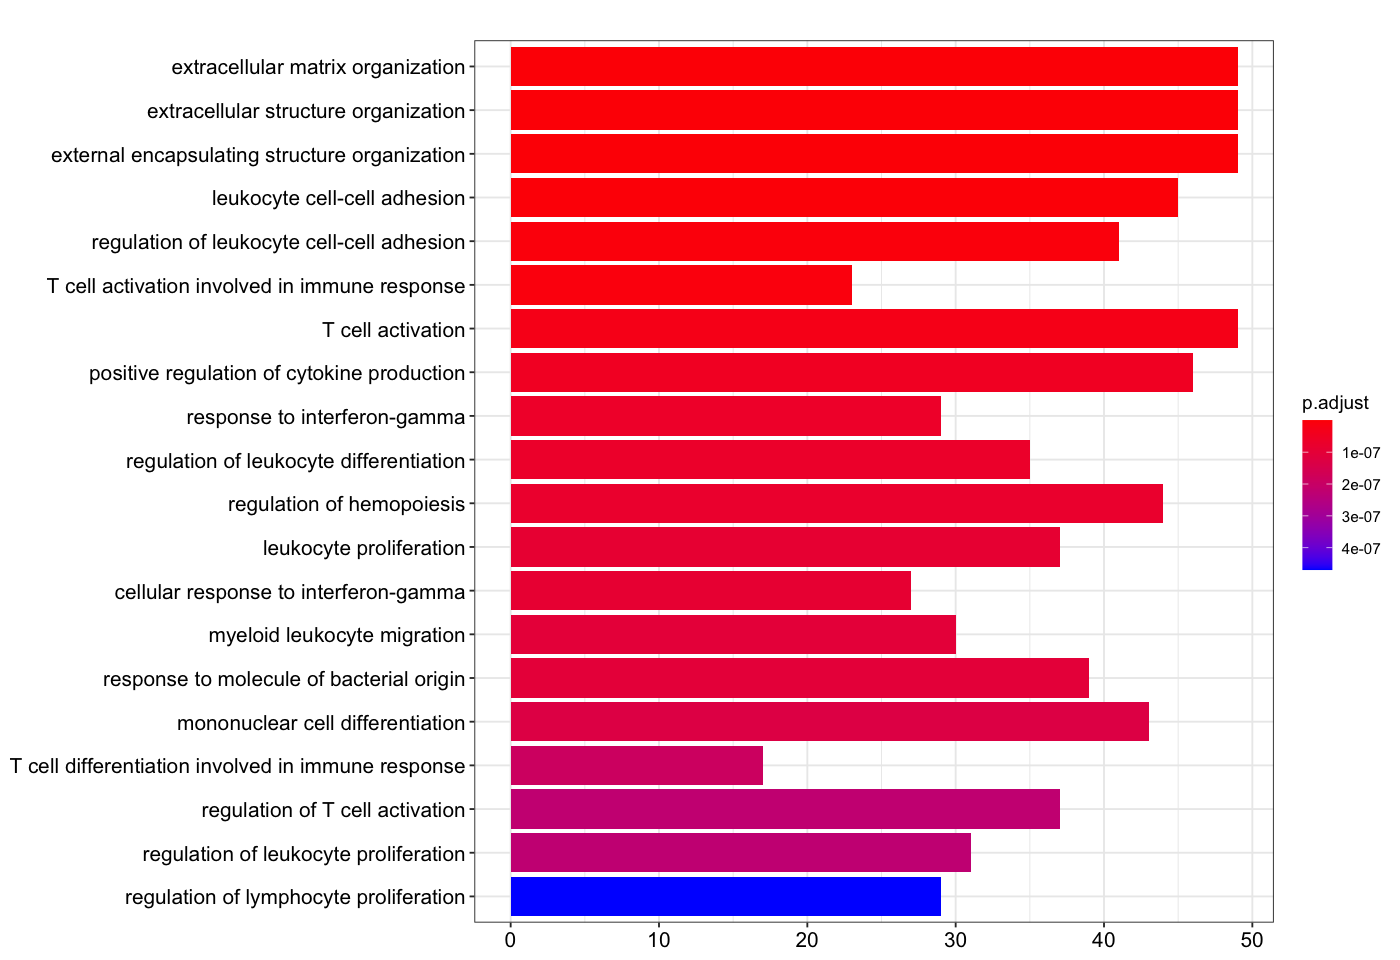 extracellular matrix organization
extracellular structure organization
external encapsulating structure organization
leukocyte cell-cell adhesion
regulation of leukocyte cell-cell adhesion
T cell activation involved in immune response
T cell activation
positive regulation of cytokine production
response to interferon-gamma
regulation of leukocyte differentiation
regulation of hemopoiesis
leukocyte proliferation
cellular response to interferon-gamma
myeloid leukocyte migration
response to molecule of bacterial origin
mononuclear cell differentiation
T cell differentiation involved in immune response
regulation of T cell activation
regulation of leukocyte proliferation
regulation of lymphocyte proliferation
0 10 20 30 40 50
p.adjust
1e-07
2e-07
3e-07
4e-07